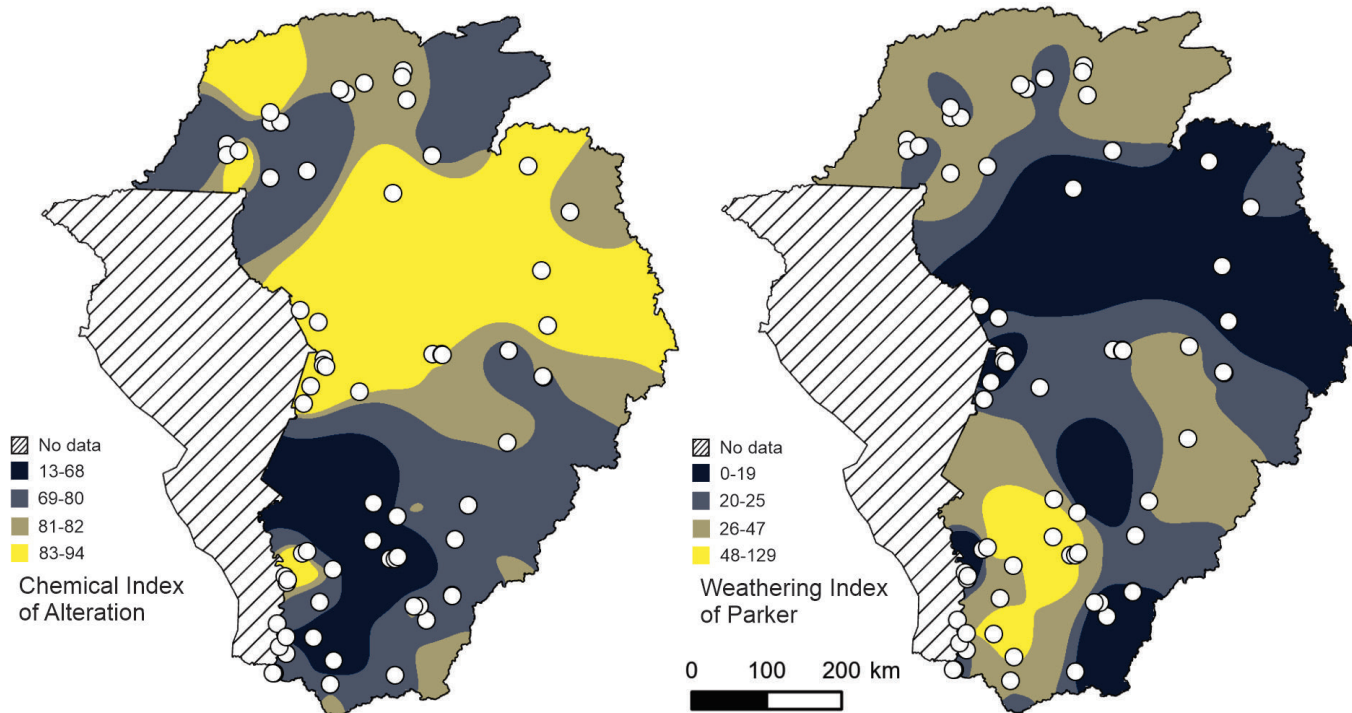 No data
13-68
69-80
81-82
83-94
Chemical Index
of Alteration
No data
0-19
20-25
26-47
48-129
Weathering Index
of Parker
0 100 200 km